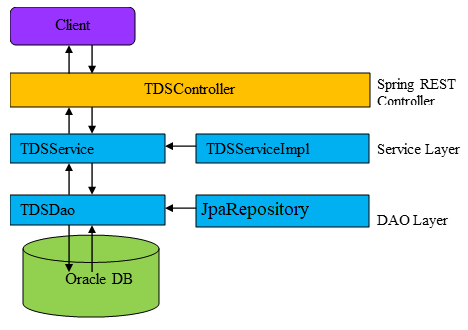 Client
TDSController
Spring REST
Controller
TDSService
TDSServiceImpl
Service Layer
TDSDao
JpaRepository
DAO Layer
Oracle DB